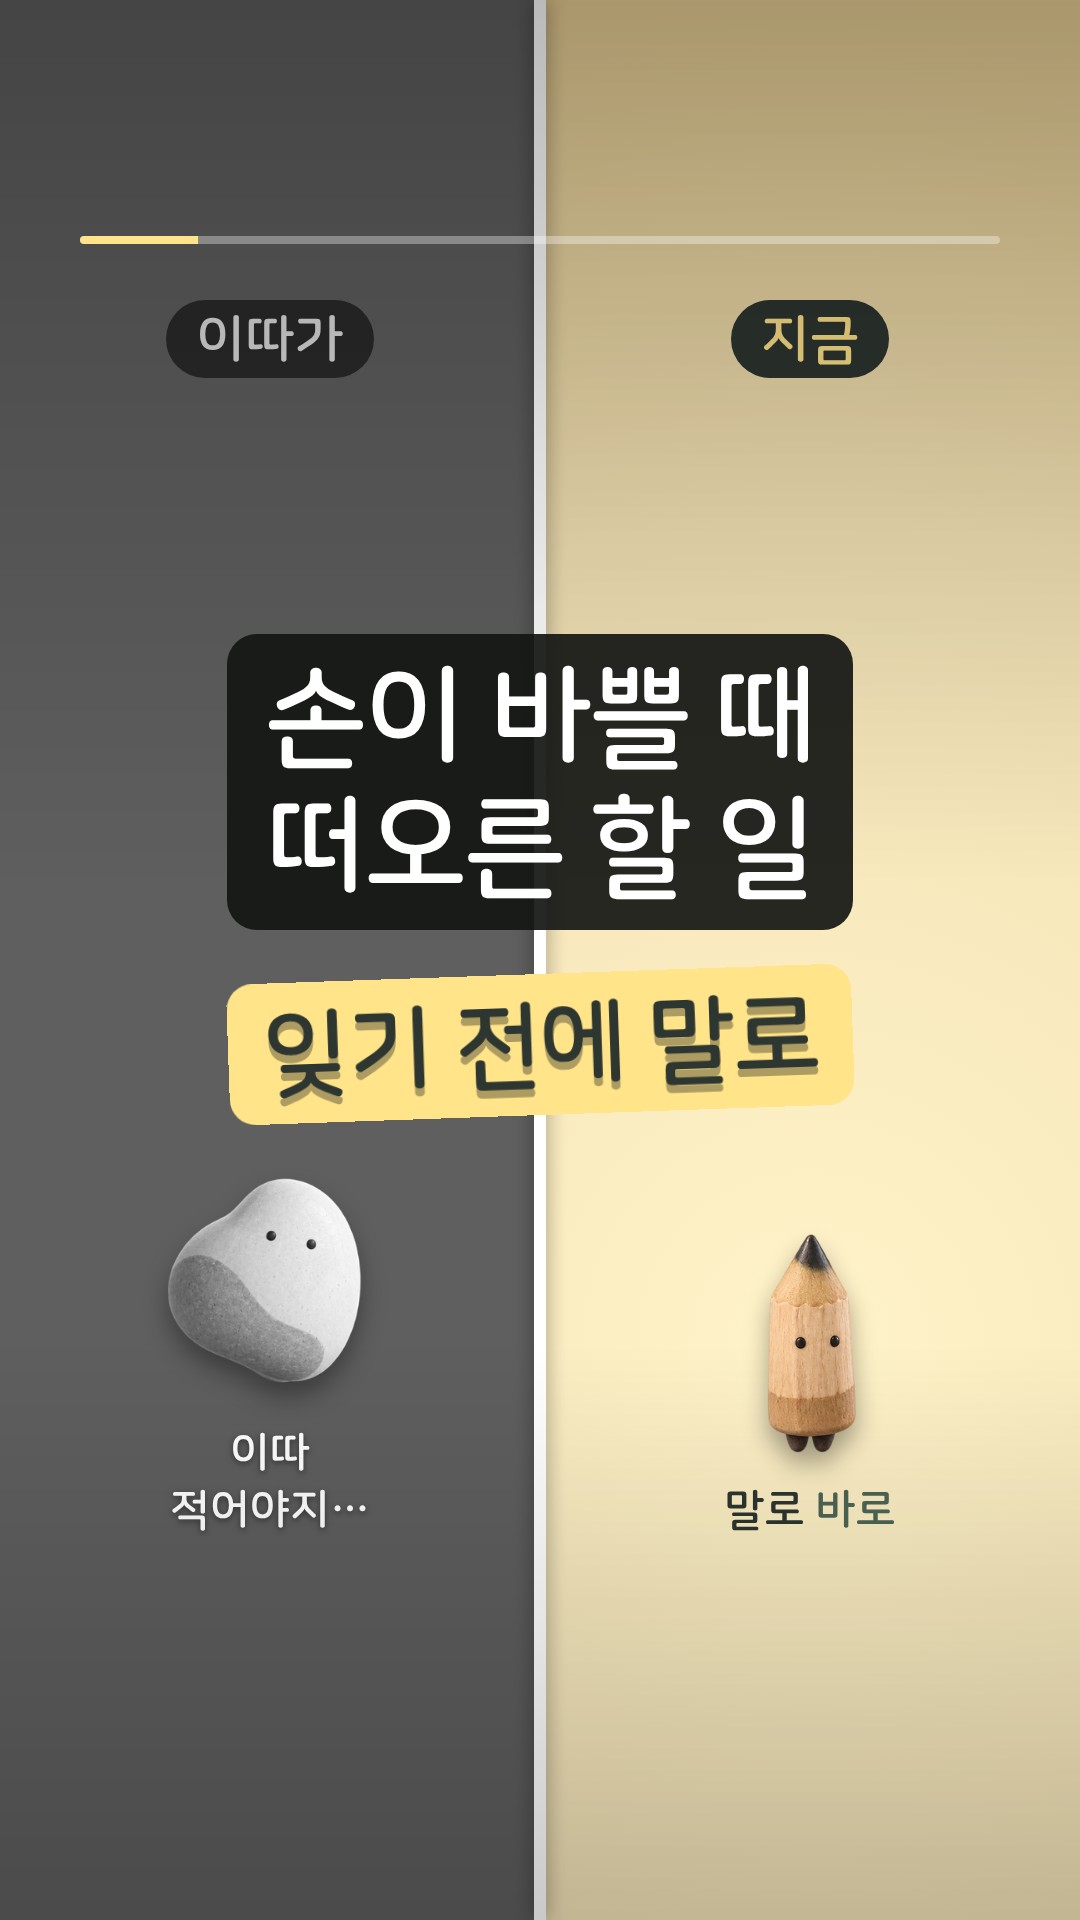 이따가
지금
손이 바쁠 때
떠오른 할 일
잊기 전에 말로
이따
적어야지…
말로 바로